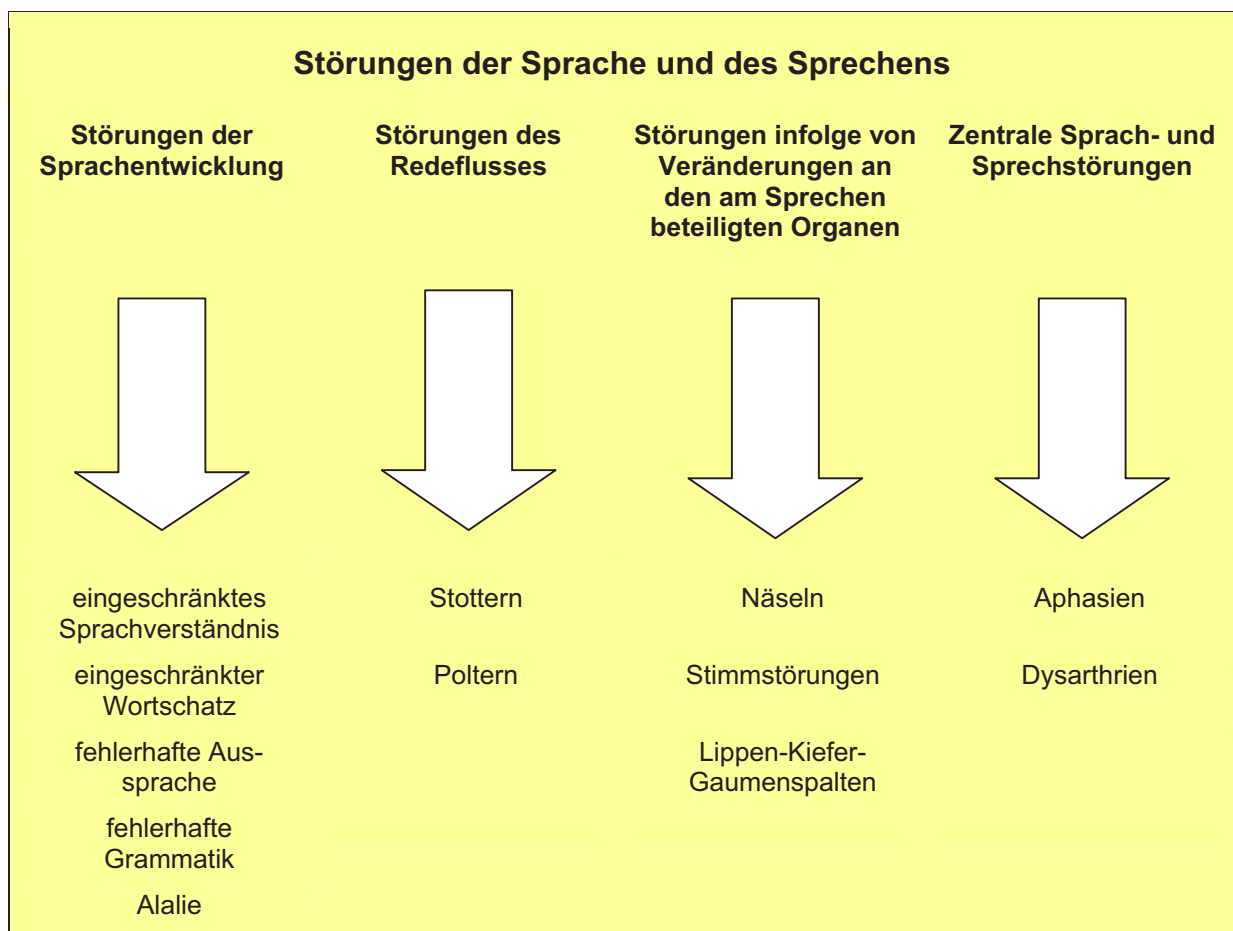 Störungen der Sprache und des Sprechens
Störungen der
Sprachentwicklung
Störungen des
Redeflusses
Störungen infolge von
Veränderungen an
den am Sprechen
beteiligten Organen
Zentrale Sprach- und
Sprechstörungen
eingeschränktes
Sprachverständnis
Stottern
Näseln
Aphasien
eingeschränkter
Wortschatz
Poltern
Stimmstörungen
Dysarthrien
fehlerhafte Aus-
sprache
Lippen-Kiefer-
Gaumenspalten
fehlerhafte
Grammatik
Alalie